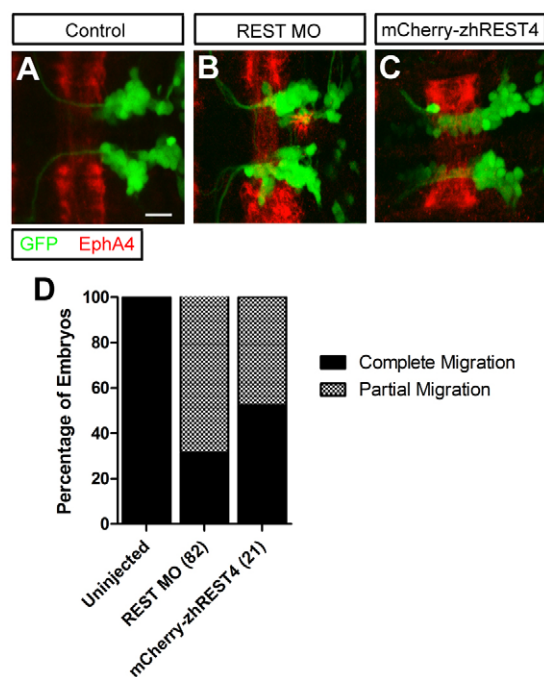 Control
REST MO
mCherry-zhREST4
A
B
C
GFP EphA4
D
Percentage of Embryos
100
80
60
40
20
0
Complete Migration
Partial Migration
Uninjected
REST MO (82)
mCherry-zhREST4 (21)